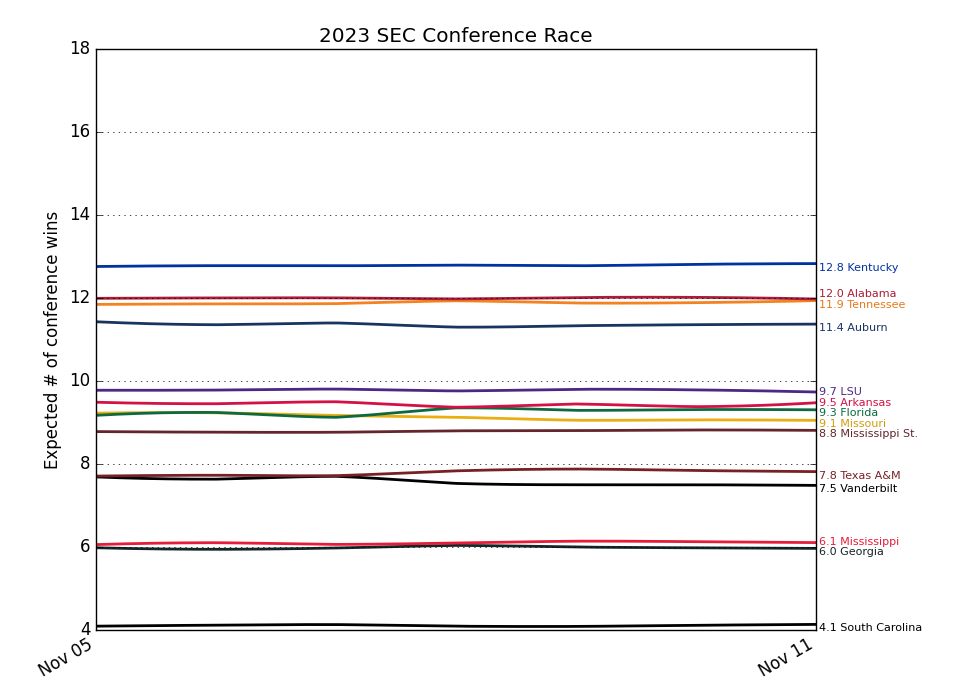 2023 SEC Conference Race
Expected # of conference wins
18
16
14
12
10
8
6
4
12.8 Kentucky
12.0 Alabama
11.9 Tennessee
11.4 Auburn
9.7 LSU
9.5 Arkansas
9.3 Florida
9.1 Missouri
8.8 Mississippi St.
7.8 Texas A&M
7.5 Vanderbilt
6.1 Mississippi
6.0 Georgia
4.1 South Carolina
Nov 05
Nov 11